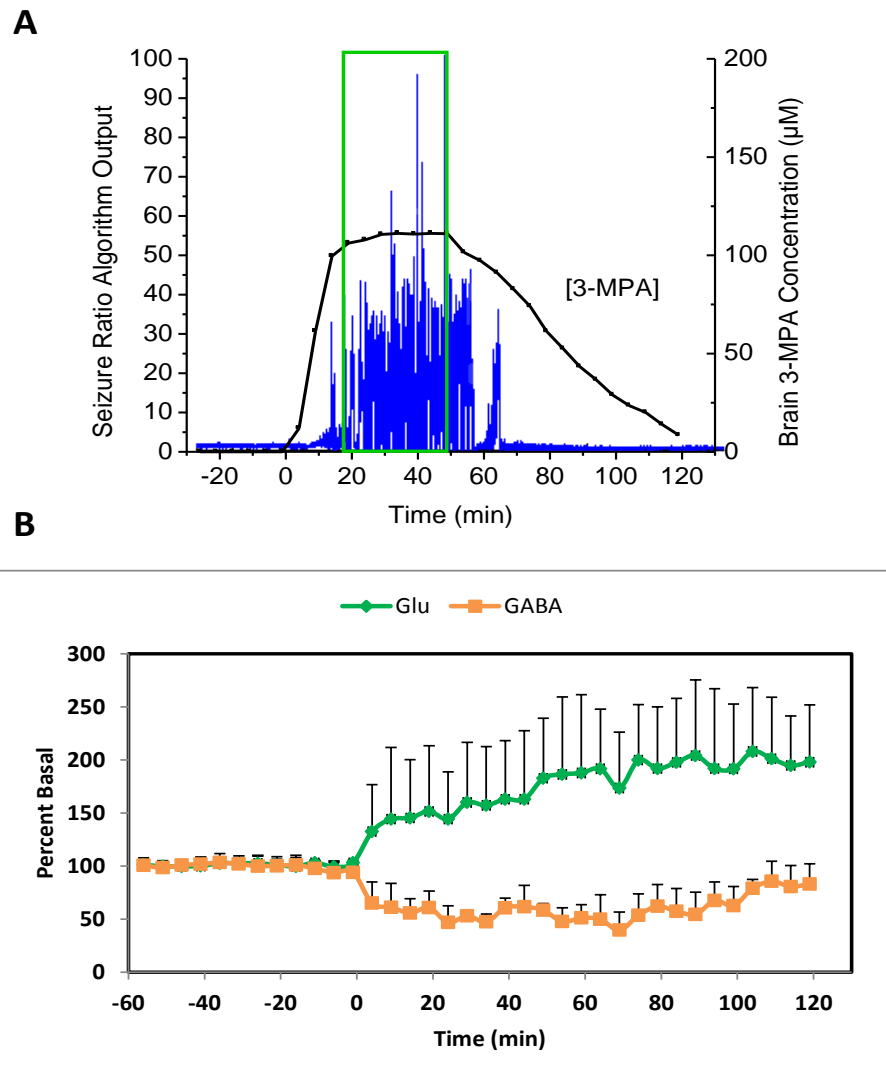 A
Seizure Ratio Algorithm Output
100
90
80
70
60
50
40
30
20
10
0
200
150
100
50
0
Brain 3-MPA Concentration (µM)
[3-MPA]
-20 0 20 40 60 80 100 120
Time (min)
B
Glu GABA
Percent Basal
300
250
200
150
100
50
0
-60 -40 -20 0 20 40 60 80 100 120
Time (min)